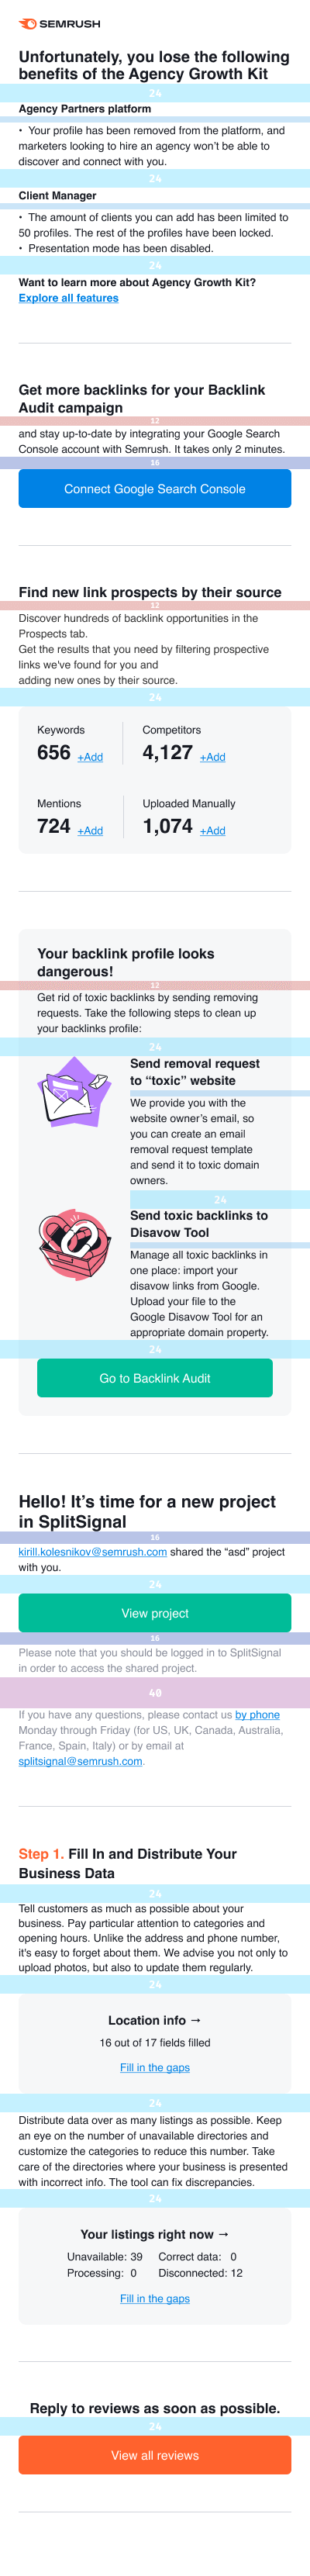 SEMRUSH
Unfortunately, you lose the following
benefits of the Agency Growth Kit
24
Agency Partners platform
• Your profile has been removed from the platform, and
marketers looking to hire an agency won't be able to
discover and connect with you.
24
Client Manager
• The amount of clients you can add has been limited to
50 profiles. The rest of the profiles have been locked.
• Presentation mode has been disabled.
24
Want to learn more about Agency Growth Kit?
Explore all features
Get more backlinks for your Backlink
Audit campaign
12
and stay up-to-date by integrating your Google Search
Console account with Semrush. It takes only 2 minutes.
16
Connect Google Search Console
Find new link prospects by their source
12
Discover hundreds of backlink opportunities in the
Prospects tab.
Get the results that you need by filtering prospective
links we've found for you and
adding new ones by their source.
24
Keywords Competitors
656 +Add 4,127 +Add
Mentions Uploaded Manually
724 +Add 1,074 +Add
Your backlink profile looks
dangerous!
12
Get rid of toxic backlinks by sending removing
requests. Take the following steps to clean up
your backlinks profile:
24
Send removal request
to “toxic” website
We provide you with the
website owner's email, so
you can create an email
removal request template
and send it to toxic domain
owners.
24
Send toxic backlinks to
Disavow Tool
Manage all toxic backlinks in
one place: import your
disavow links from Google.
Upload your file to the
Google Disavow Tool for an
appropriate domain property.
24
Go to Backlink Audit
Hello! It's time for a new project
in SplitSignal
16
kirill.kolesnikov@semrush.com shared the “asd” project
with you.
24
View project
16
Please note that you should be logged in to SplitSignal
in order to access the shared project.
40
If you have any questions, please contact us by phone
Monday through Friday (for US, UK, Canada, Australia,
France, Spain, Italy) or by email at
splitsignal@semrush.com.
Step 1. Fill In and Distribute Your
Business Data
24
Tell customers as much as possible about your
business. Pay particular attention to categories and
opening hours. Unlike the address and phone number,
it's easy to forget about them. We advise you not only to
upload photos, but also to update them regularly.
24
Location info →
16 out of 17 fields filled
Fill in the gaps
24
Distribute data over as many listings as possible. Keep
an eye on the number of unavailable directories and
customize the categories to reduce this number. Take
care of the directories where your business is presented
with incorrect info. The tool can fix discrepancies.
24
Your listings right now →
Unavailable: 39 Correct data: 0
Processing: 0 Disconnected: 12
Fill in the gaps
Reply to reviews as soon as possible.
24
View all reviews